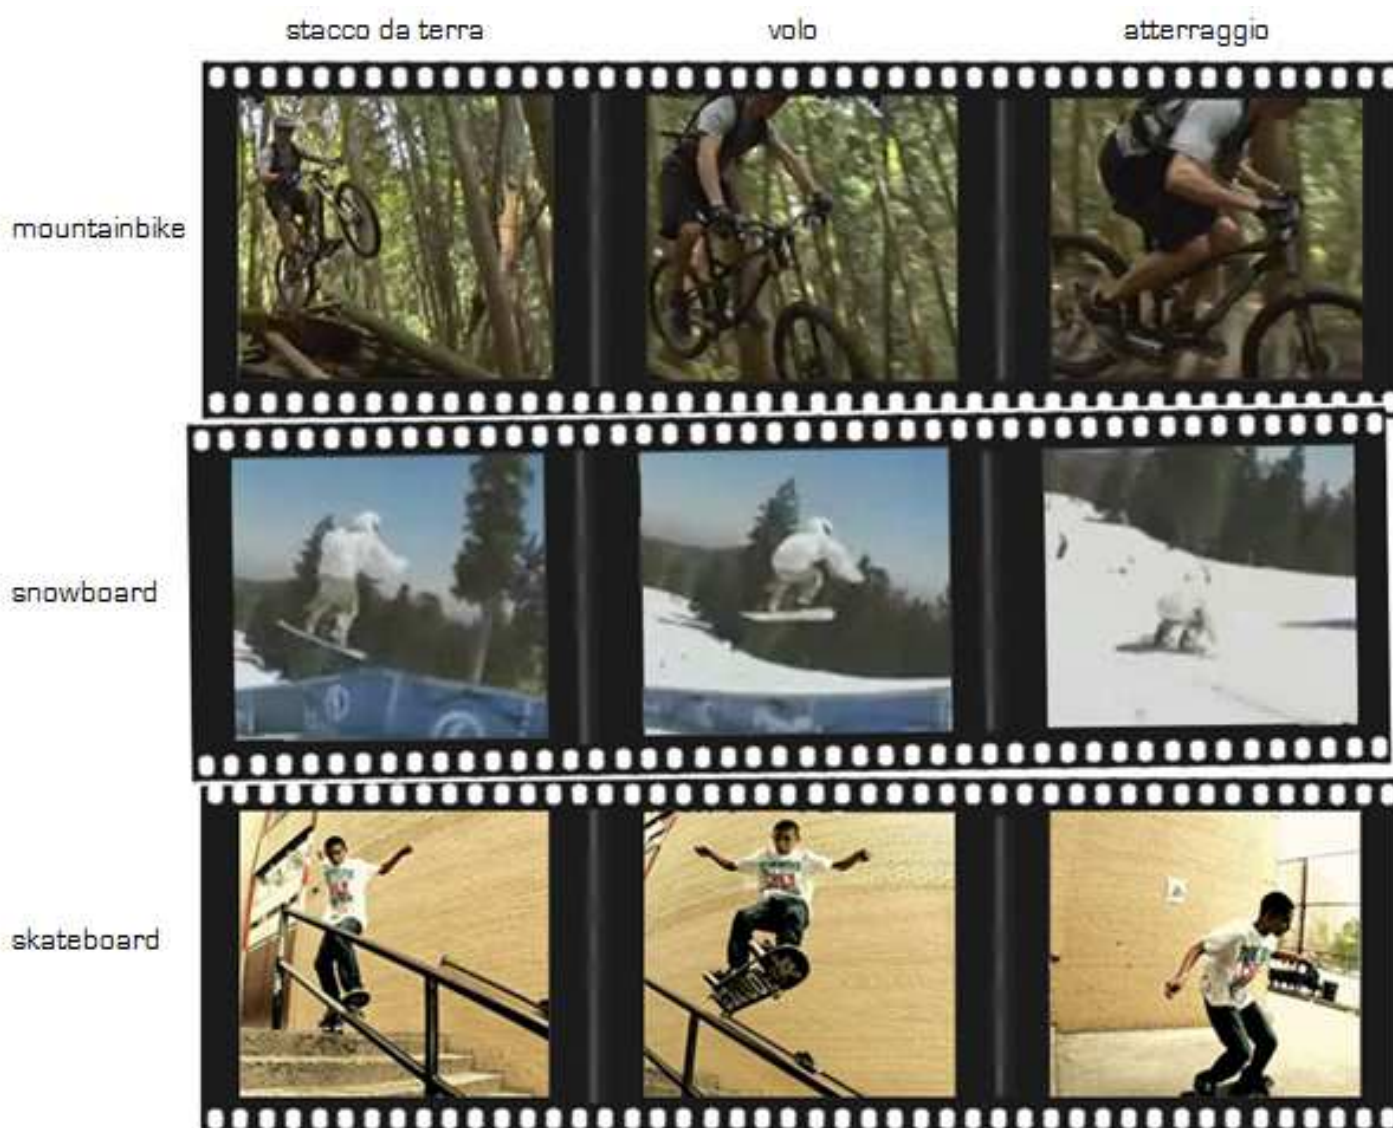 stacco da terra
volo
atterraggio
mountainbike
snowboard
skateboard